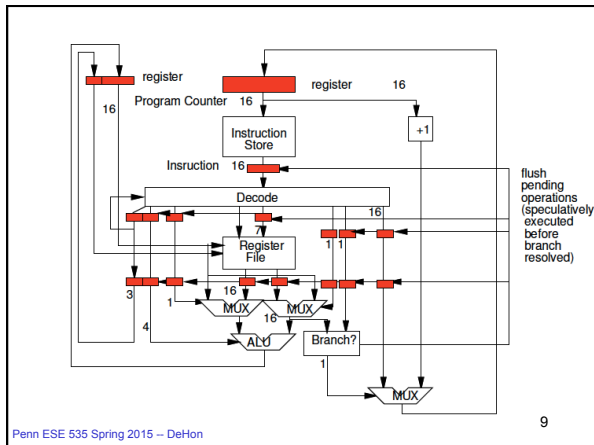 register
register
16
Program Counter
16
16
Instruction
Store
+1
Insruction
16
flush
pending
operations
(speculatively
executed
before
branch
resolved)
Decode
16
7
1
1
Register
File
3
1
16
MUX
MUX
4
16
ALU
Branch?
1
MUX
9
Penn ESE 535 Spring 2015 -- DeHon